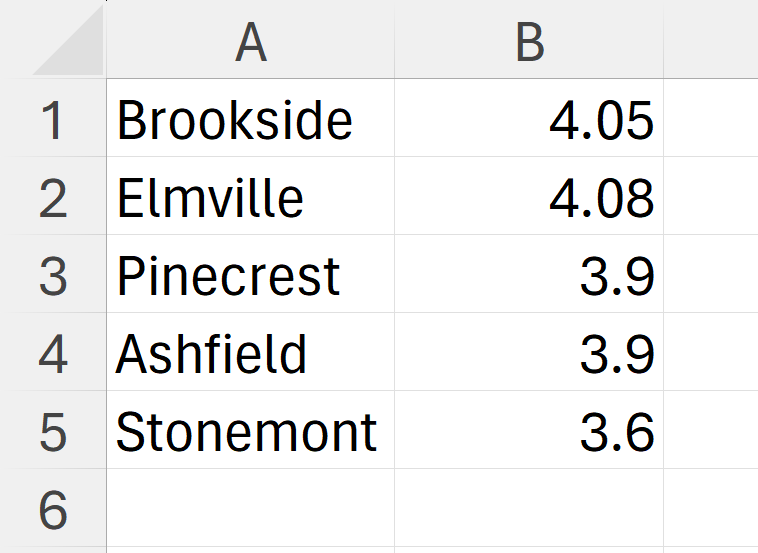 A B
1 Brookside 4.05
2 Elmville 4.08
3 Pinecrest 3.9
4 Ashfield 3.9
5 Stonemont 3.6
6